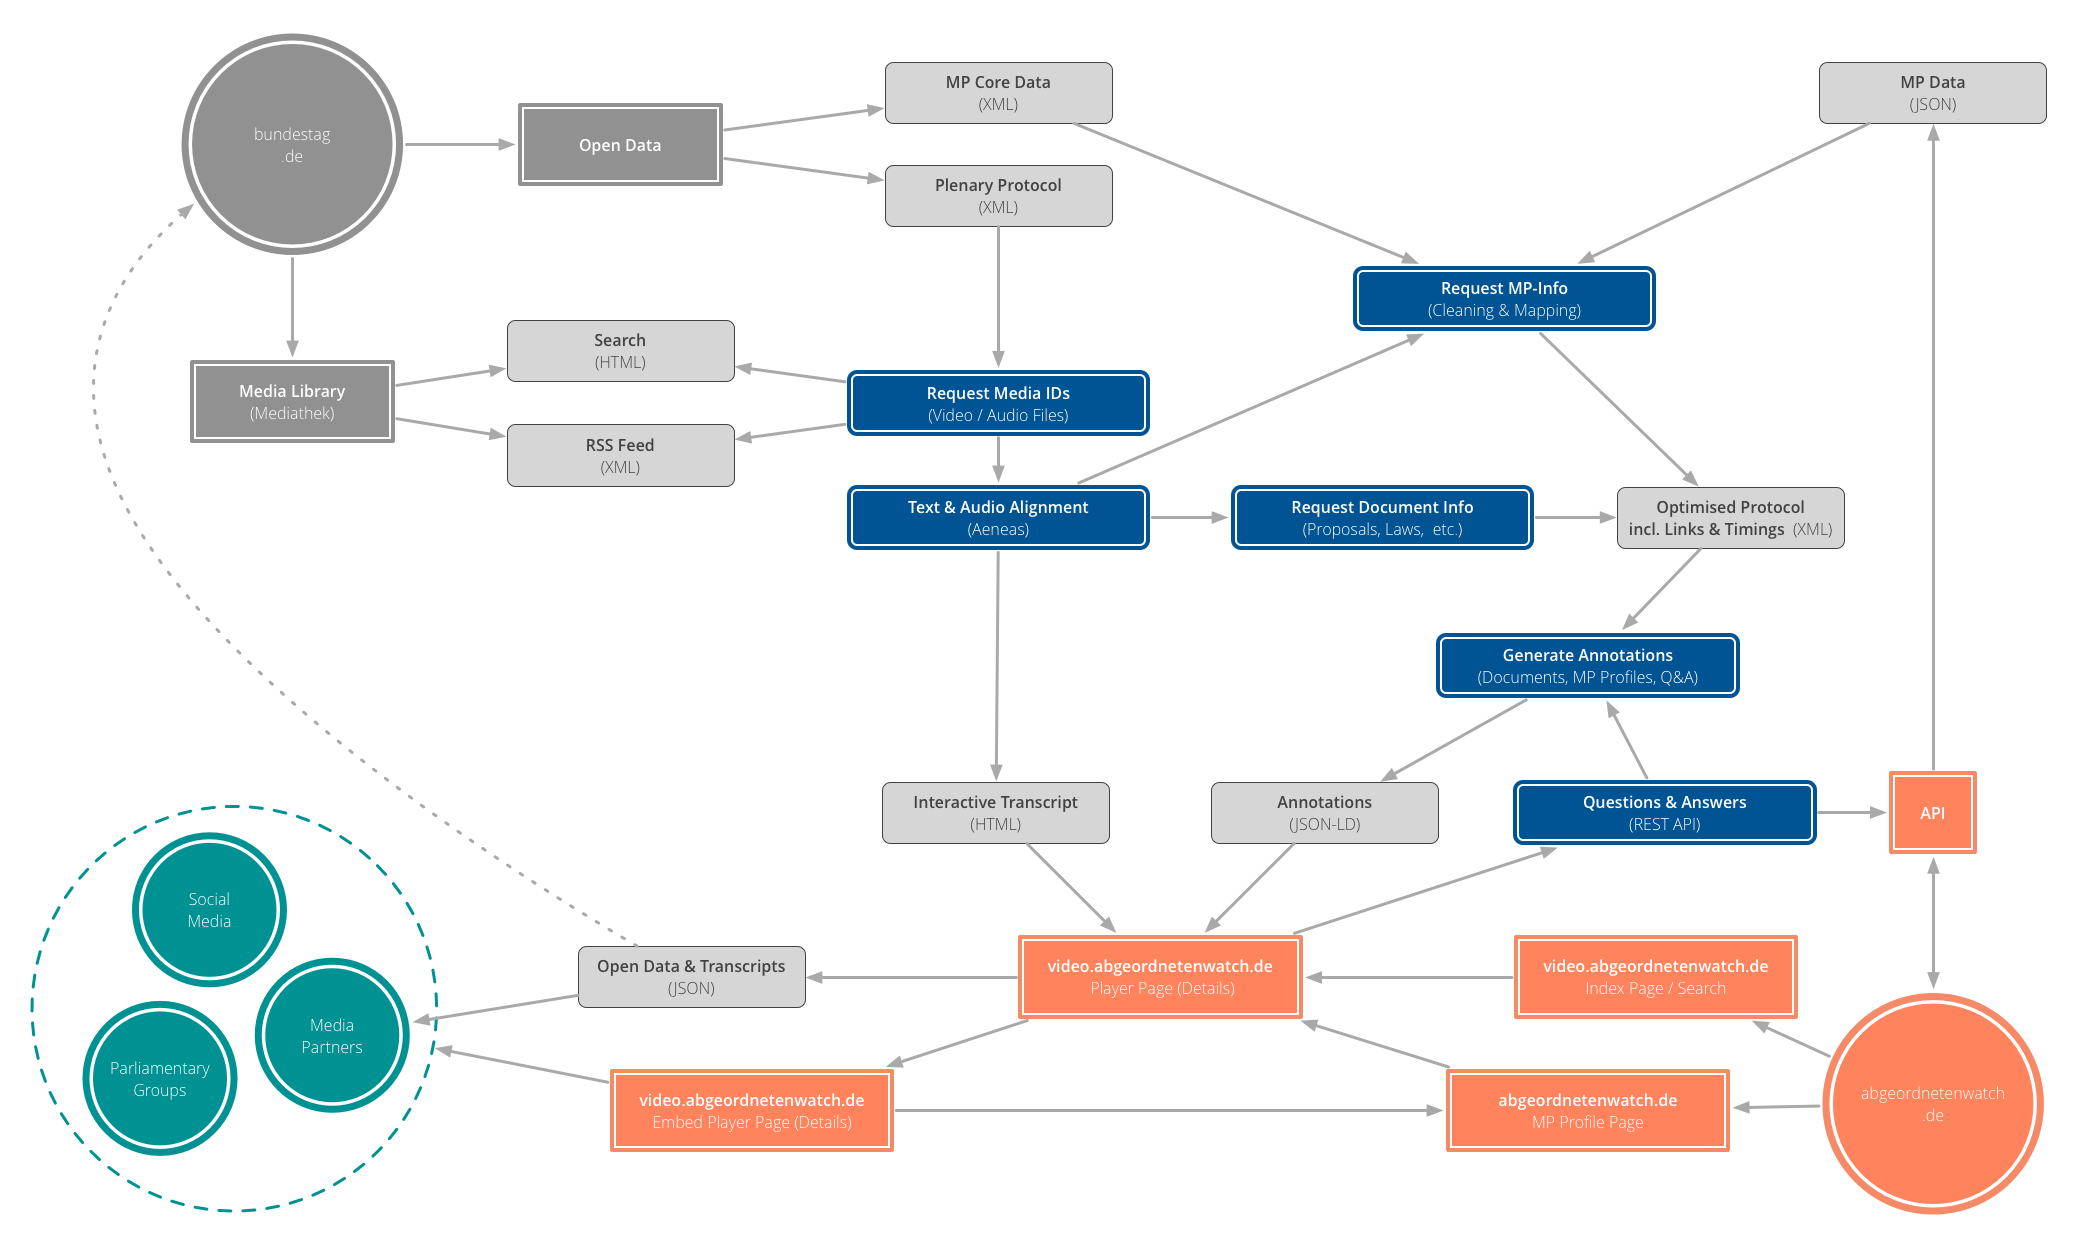 bundestag
.de
Open Data
MP Core Data
(XML)
Plenary Protocol
(XML)
MP Data
(JSON)
Request MP-Info
(Cleaning & Mapping)
Media Library
(Mediathek)
Search
(HTML)
RSS Feed
(XML)
Request Media IDs
(Video / Audio Files)
Text & Audio Alignment
(Aeneas)
Request Document Info
(Proposals, Laws, etc.)
Optimised Protocol
incl. Links & Timings (XML)
Generate Annotations
(Documents, MP Profiles, Q&A)
Interactive Transcript
(HTML)
Annotations
(JSON-LD)
Questions & Answers
(REST API)
API
Social
Media
Media
Partners
Parliamentary
Groups
Open Data & Transcripts
(JSON)
video.abgeordnetenwatch.de
Player Page (Details)
video.abgeordnetenwatch.de
Index Page / Search
video.abgeordnetenwatch.de
Embed Player Page (Details)
abgeordnetenwatch.de
MP Profile Page
abgeordnetenwatch
.de